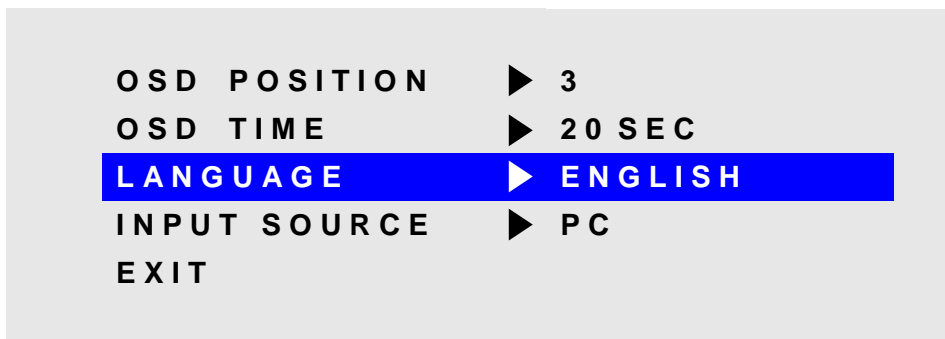 OSD POSITION ▶ 3
OSD TIME ▶ 20 SEC
LANGUAGE ▶ ENGLISH
INPUT SOURCE ▶ PC
EXIT